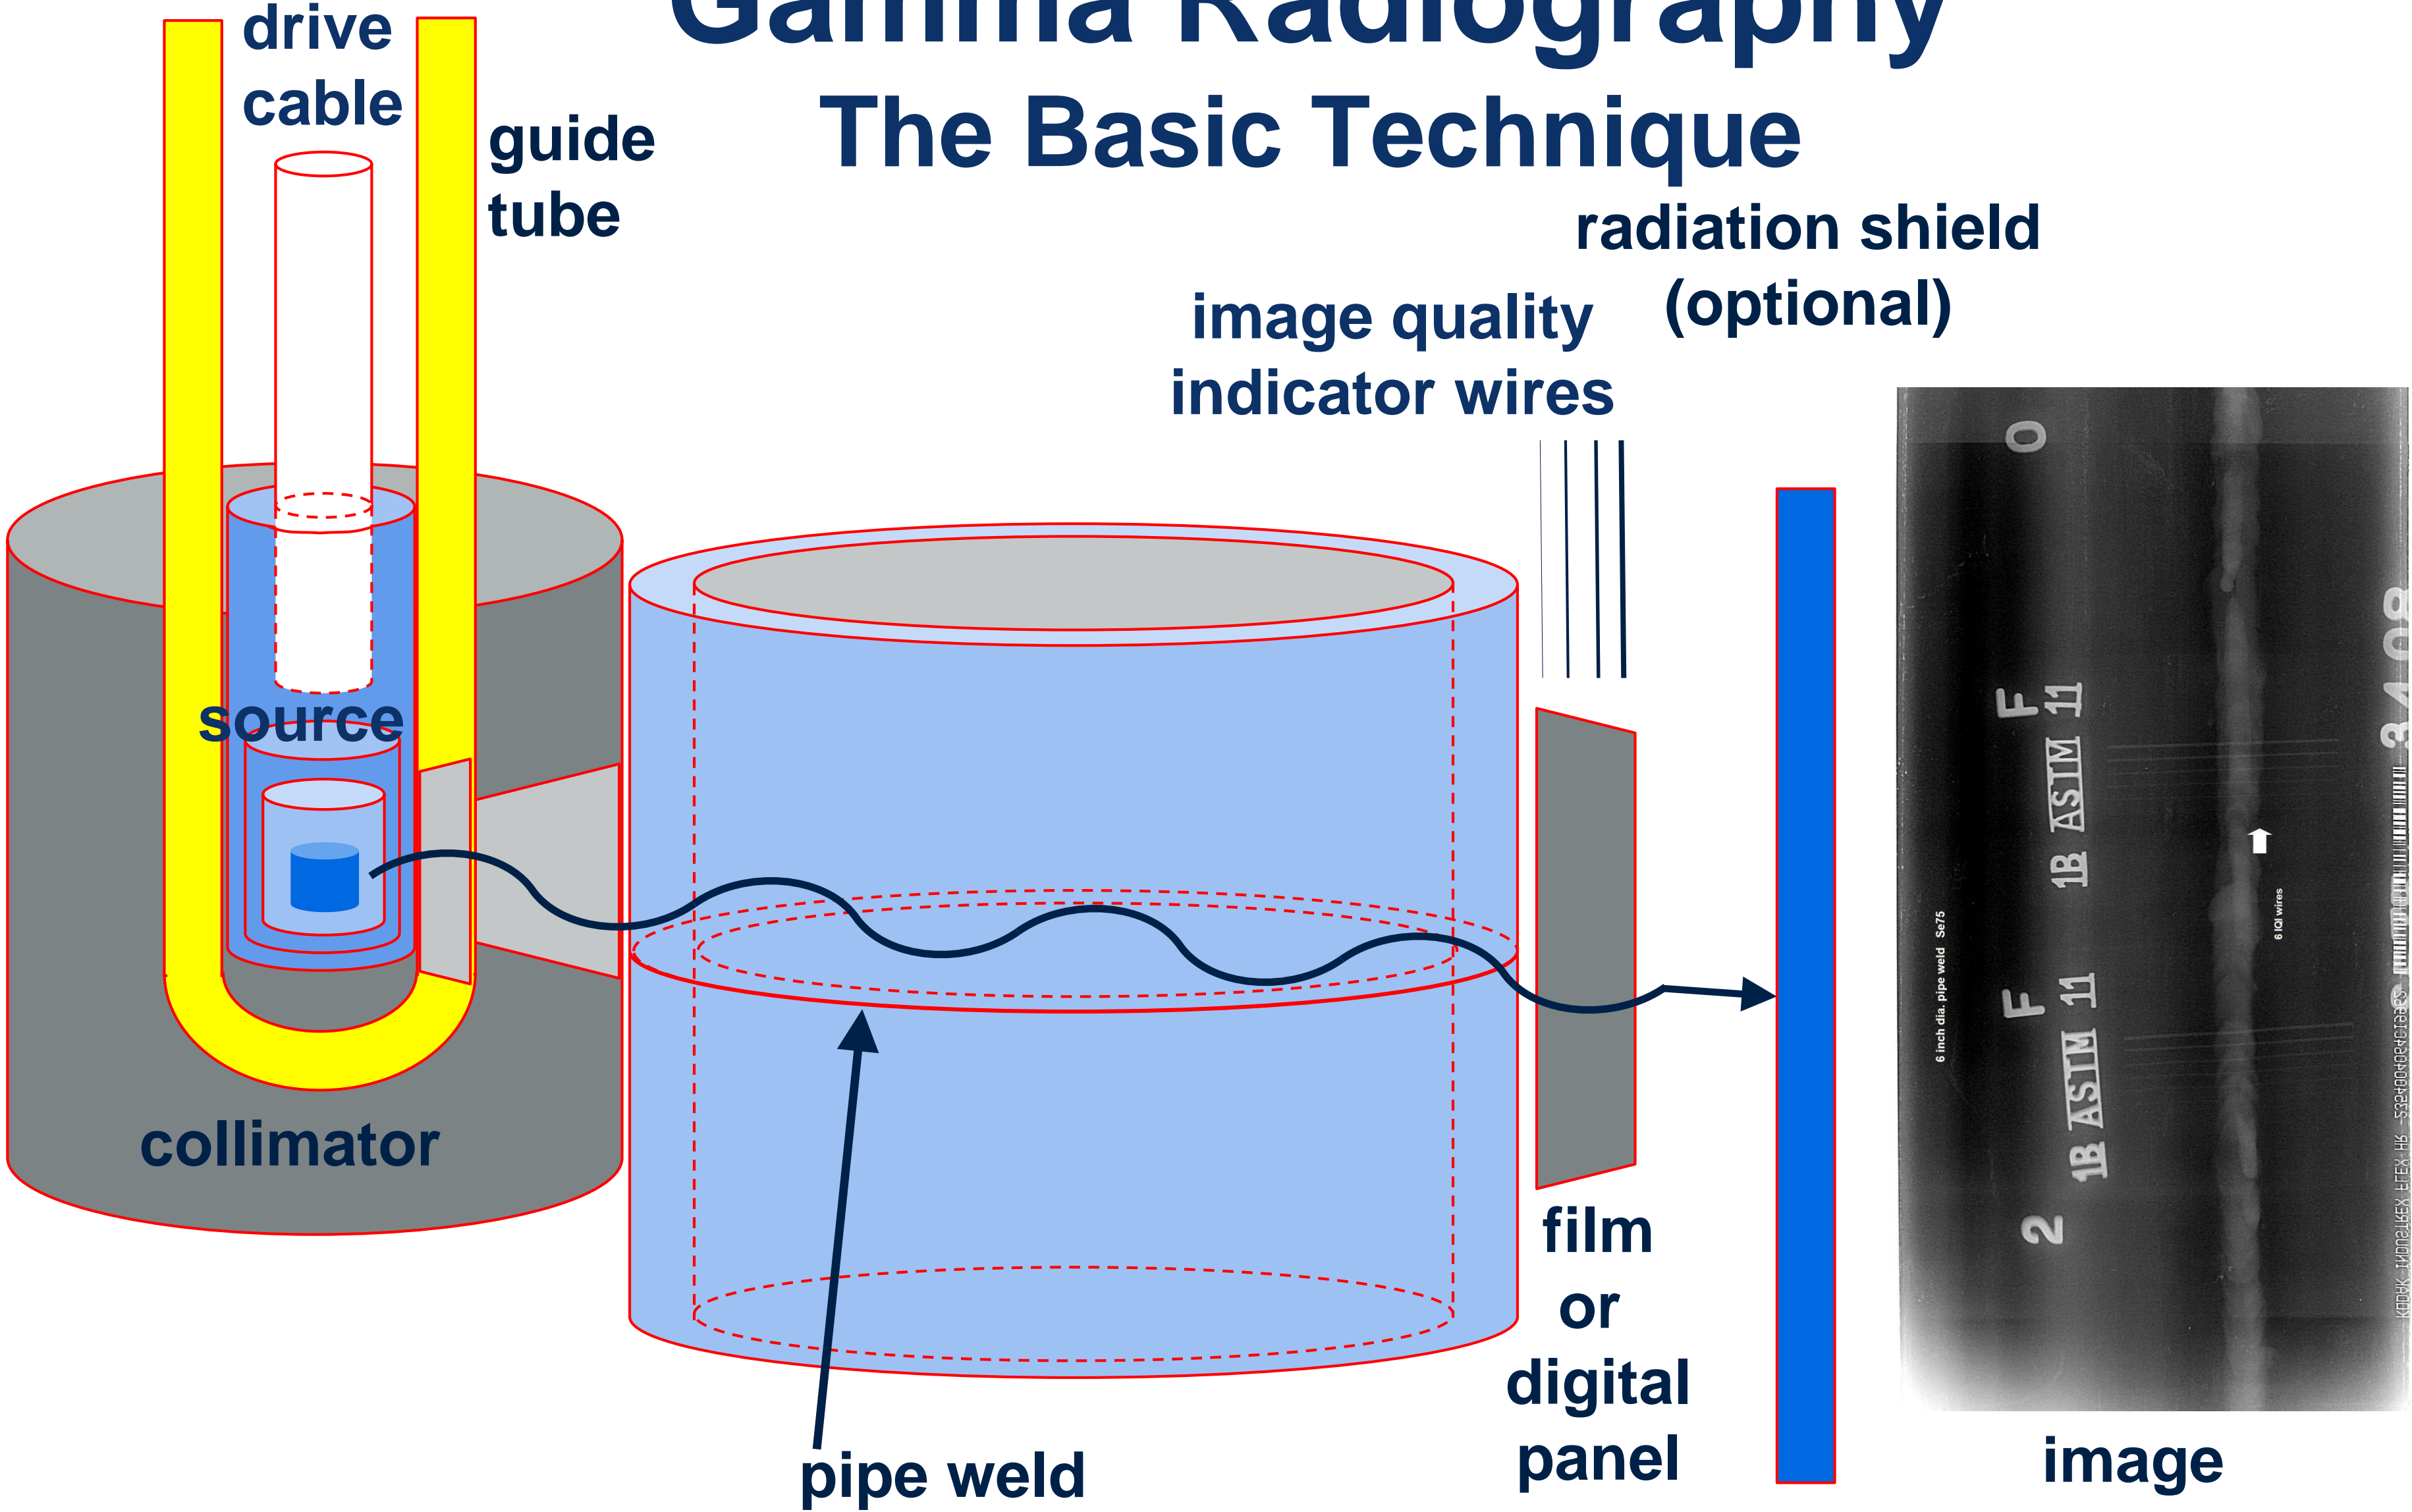 Gamma Radiography
The Basic Technique
drive
cable
guide
tube
radiation shield
(optional)
image quality
indicator wires
source
collimator
pipe weld
film
or
digital
panel
image
0
F
1B ASTM 11
F
1B ASTM 11
2
3408
6 inch dia. pipe weld Se75
6 IQI wires